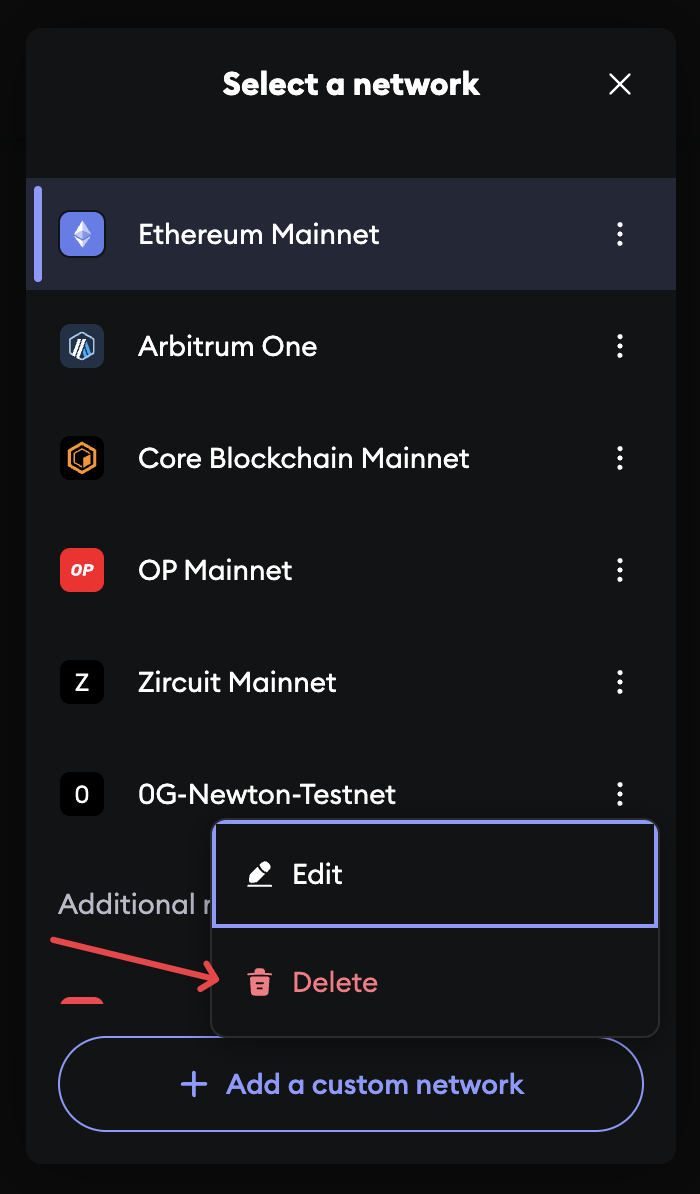 Select a network
Ethereum Mainnet
Arbitrum One
Core Blockchain Mainnet
OP
OP Mainnet
Z
Zircuit Mainnet
0
0G-Newton-Testnet
Edit
Additional
Delete
Add a custom network